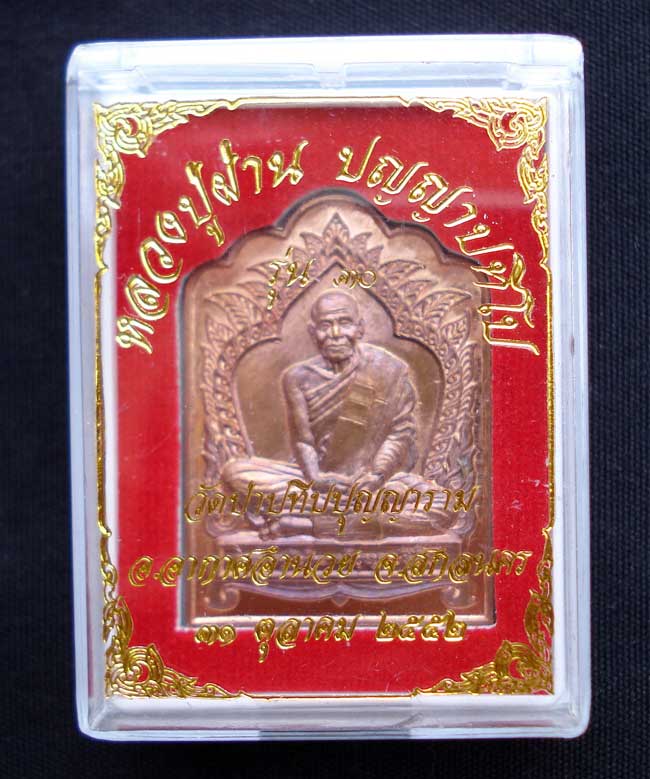 หลวงปู่ฝ่าน ปญฺญาปทีโป
รุ่น ๓๐
วัดป่าปทีปปุญญาราม
อ.อากาศอำนวย จ.สกลนคร
๓๑ ตุลาคม ๒๕๕๒